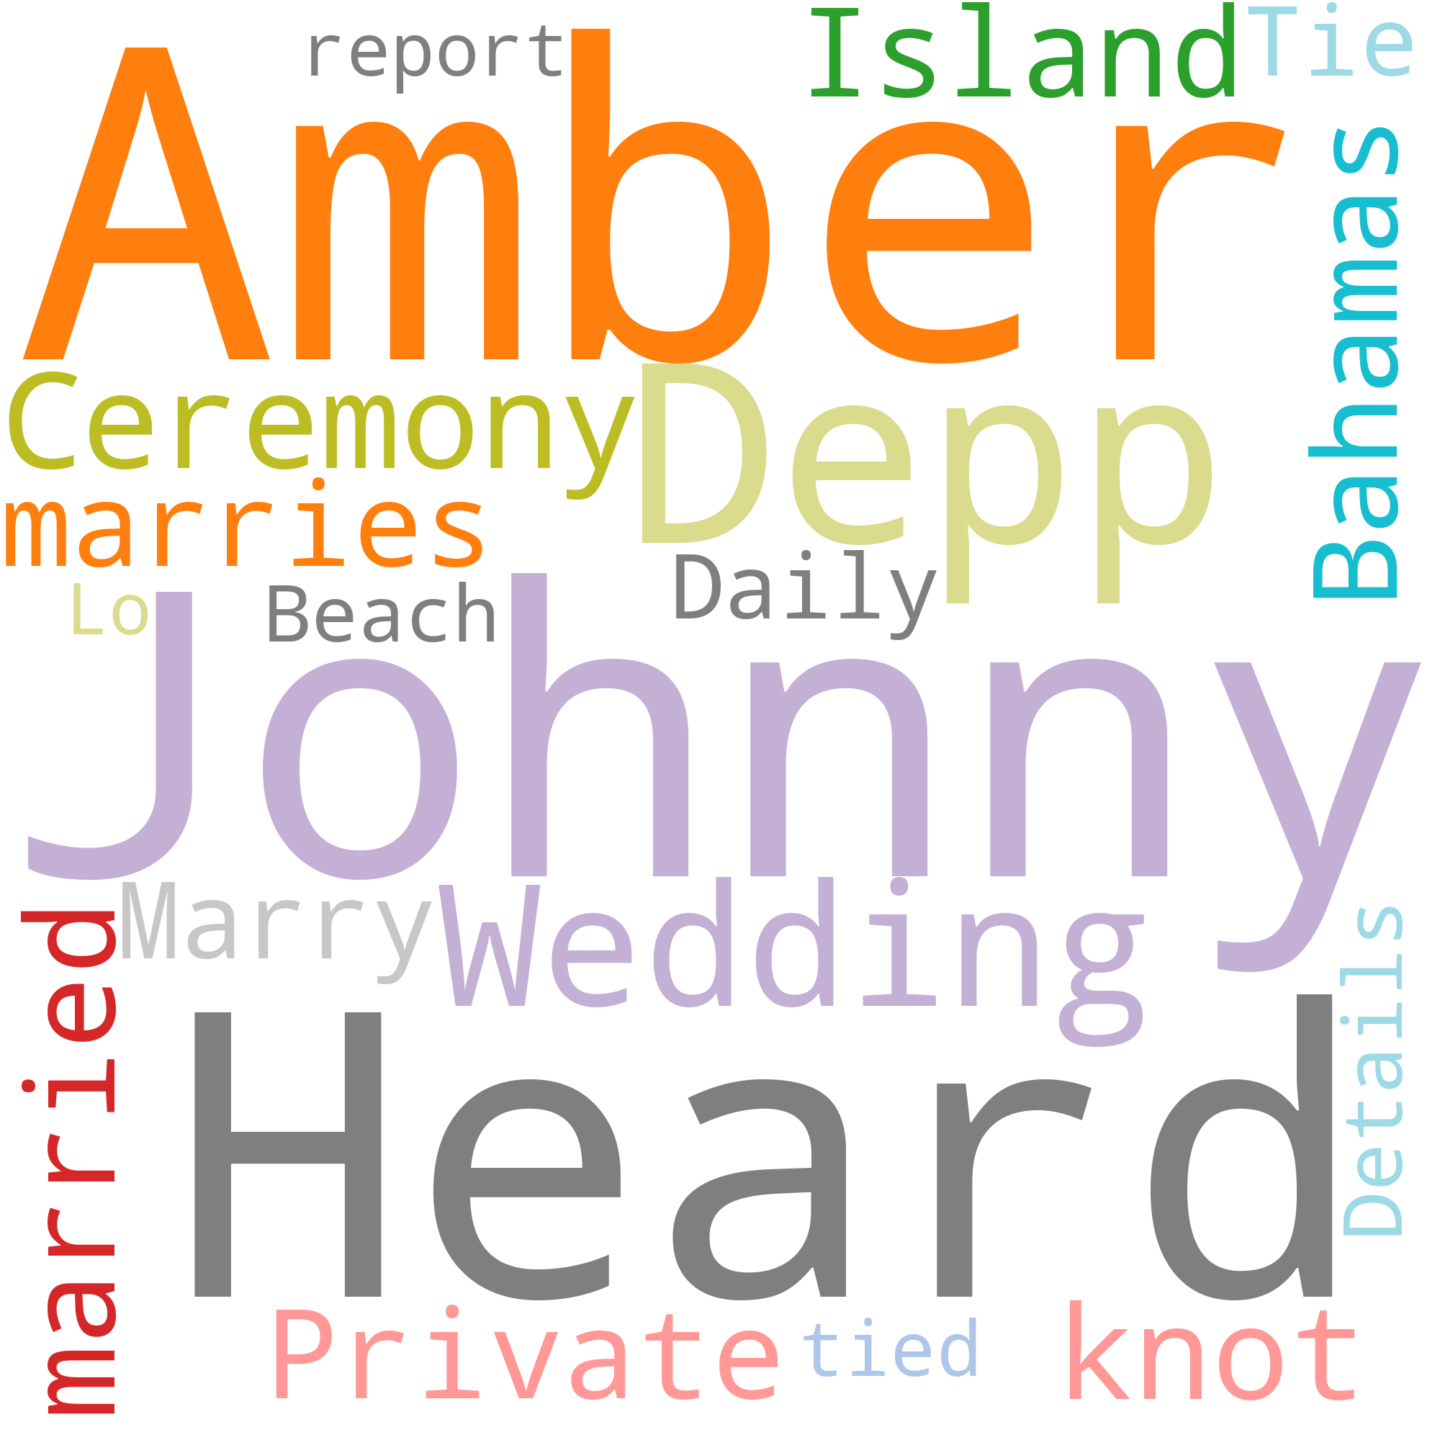 report
Island
Tie
Amber
Bahamas
Ceremony
Depp
marries
Daily
Lo
Beach
Johnny
Marry
Wedding
married
Details
Heard
Private
tied
knot